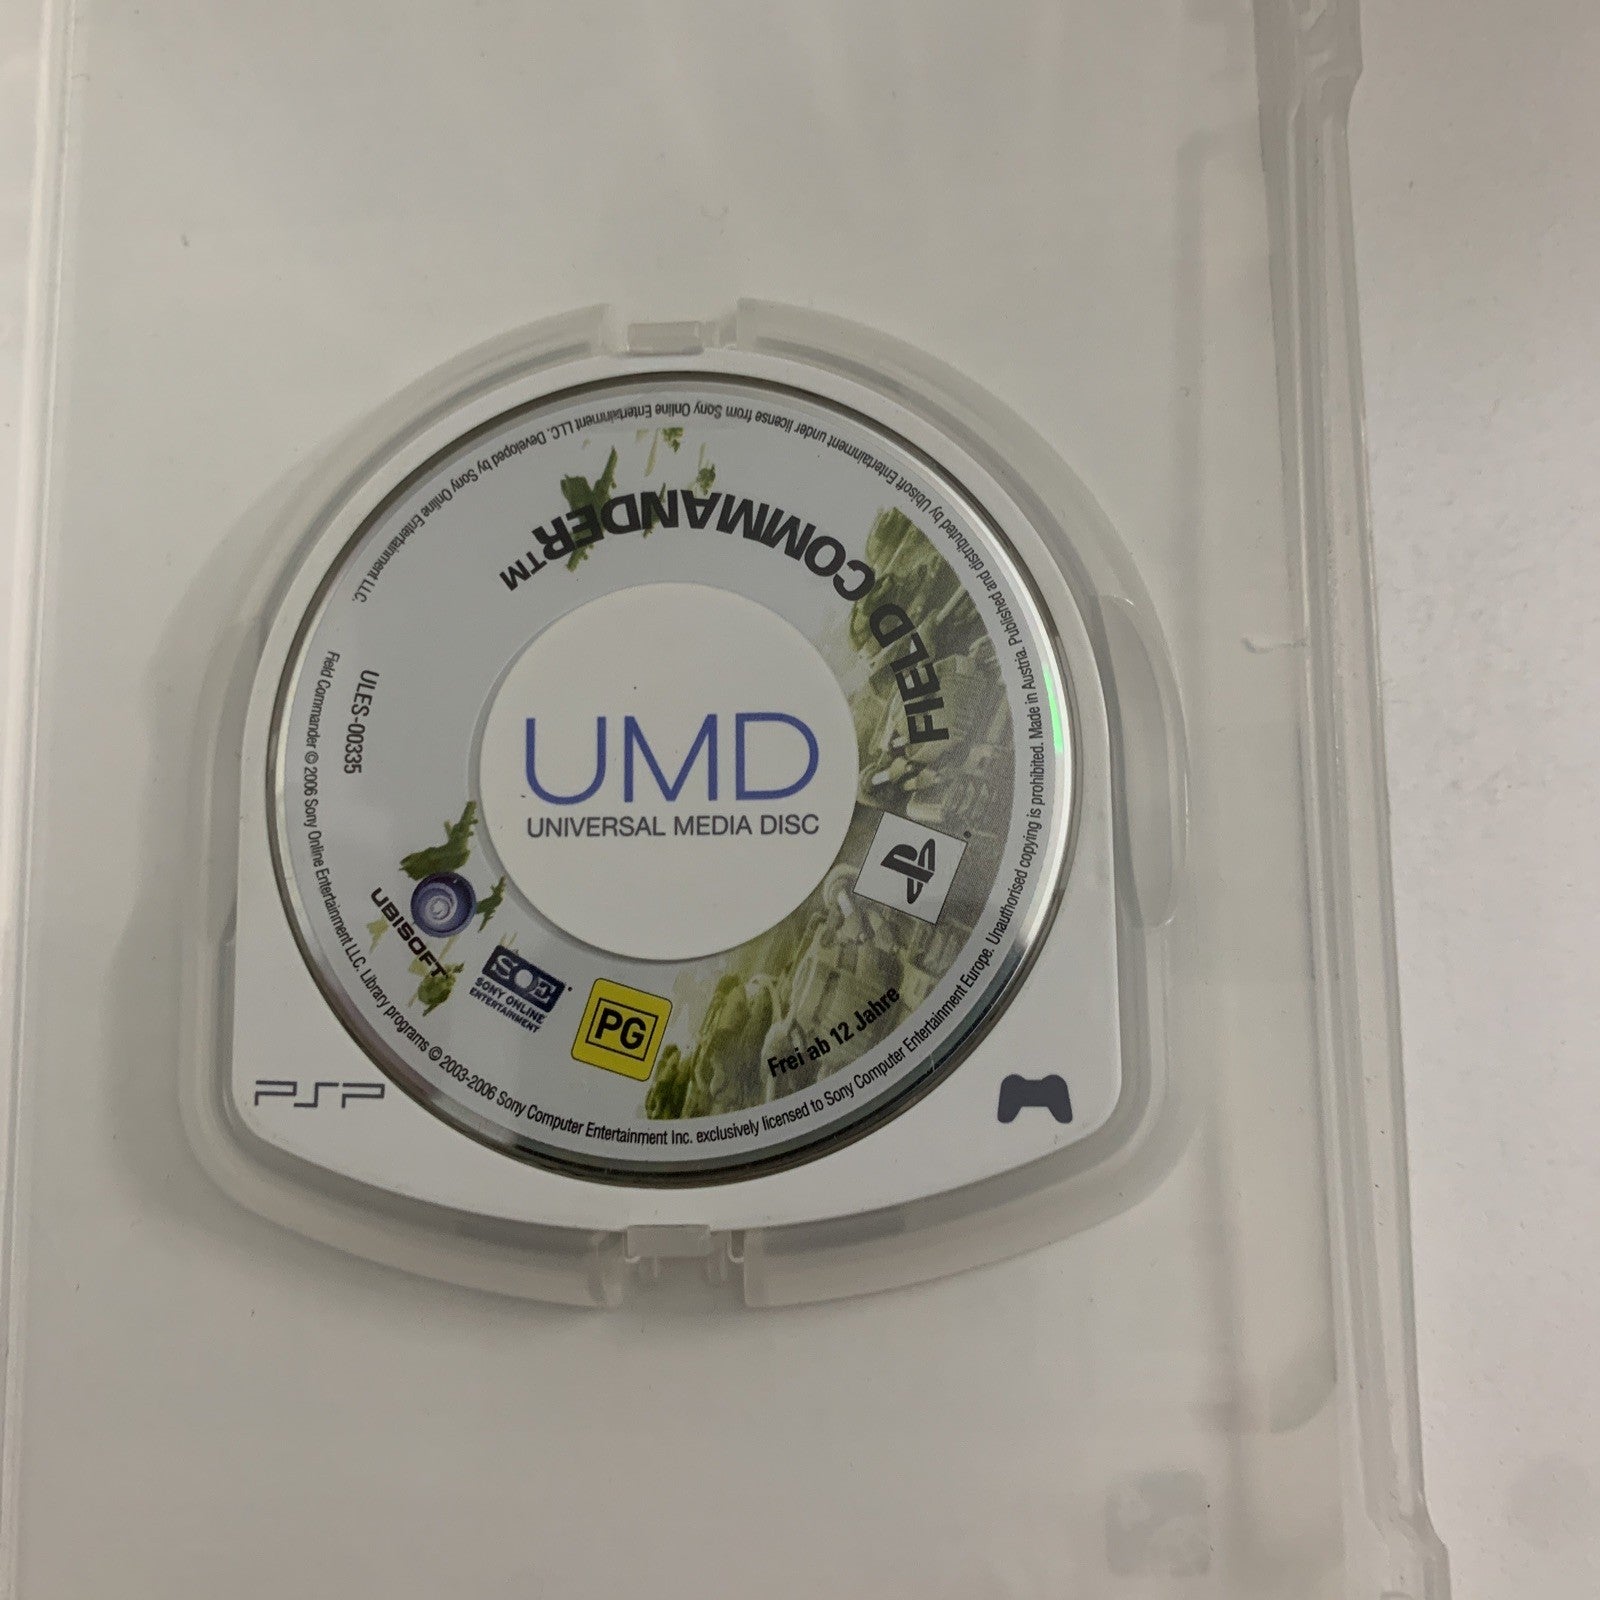 FIELD COMMANDER™
UMD
UNIVERSAL MEDIA DISC
ULES-00335
UBISOFT
SOE
SONY ONLINE
ENTERTAINMENT
PG
Frei ab 12 Jahre
PSP
Field Commander © 2006 Sony Online Entertainment LLC. Library programs © 2003-2006 Sony Computer Entertainment Inc. exclusively licensed to Sony Computer Entertainment Europe. Unauthorised copying is prohibited. Made in Austria. Published and distributed by Ubisoft Entertainment under license from Sony Online Entertainment LLC. Developed by Sony Online Entertainment LLC.